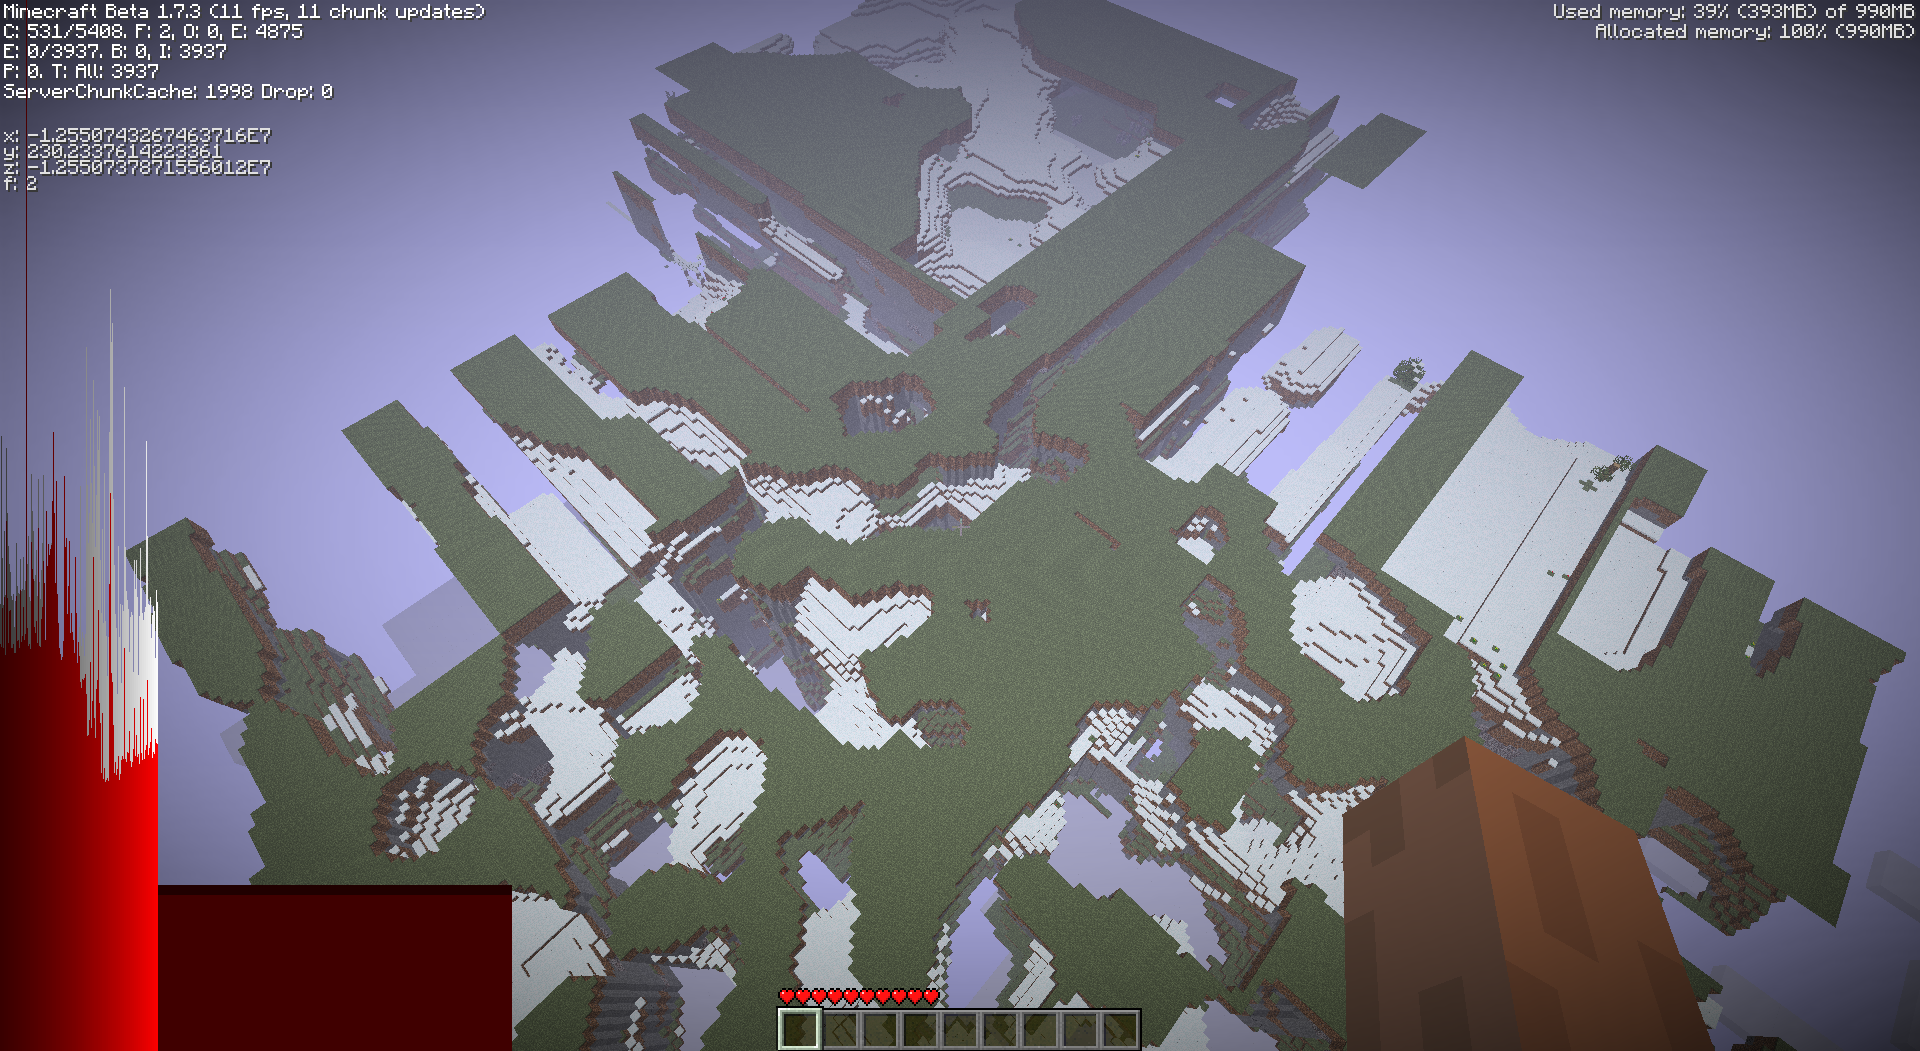 Minecraft Beta 1.7.3 (11 fps, 11 chunk updates)
C: 531/5408. F: 2, O: 0, E: 4875
E: 0/3937. B: 0, I: 3937
P: 0. T: All: 3937
ServerChunkCache: 1998 Drop: 0
x: -1.2550743267463716E7
y: 230.2337614223361
z: -1.2550737871556012E7
f: 2
Used memory: 39% (393MB) of 990MB
Allocated memory: 100% (990MB)